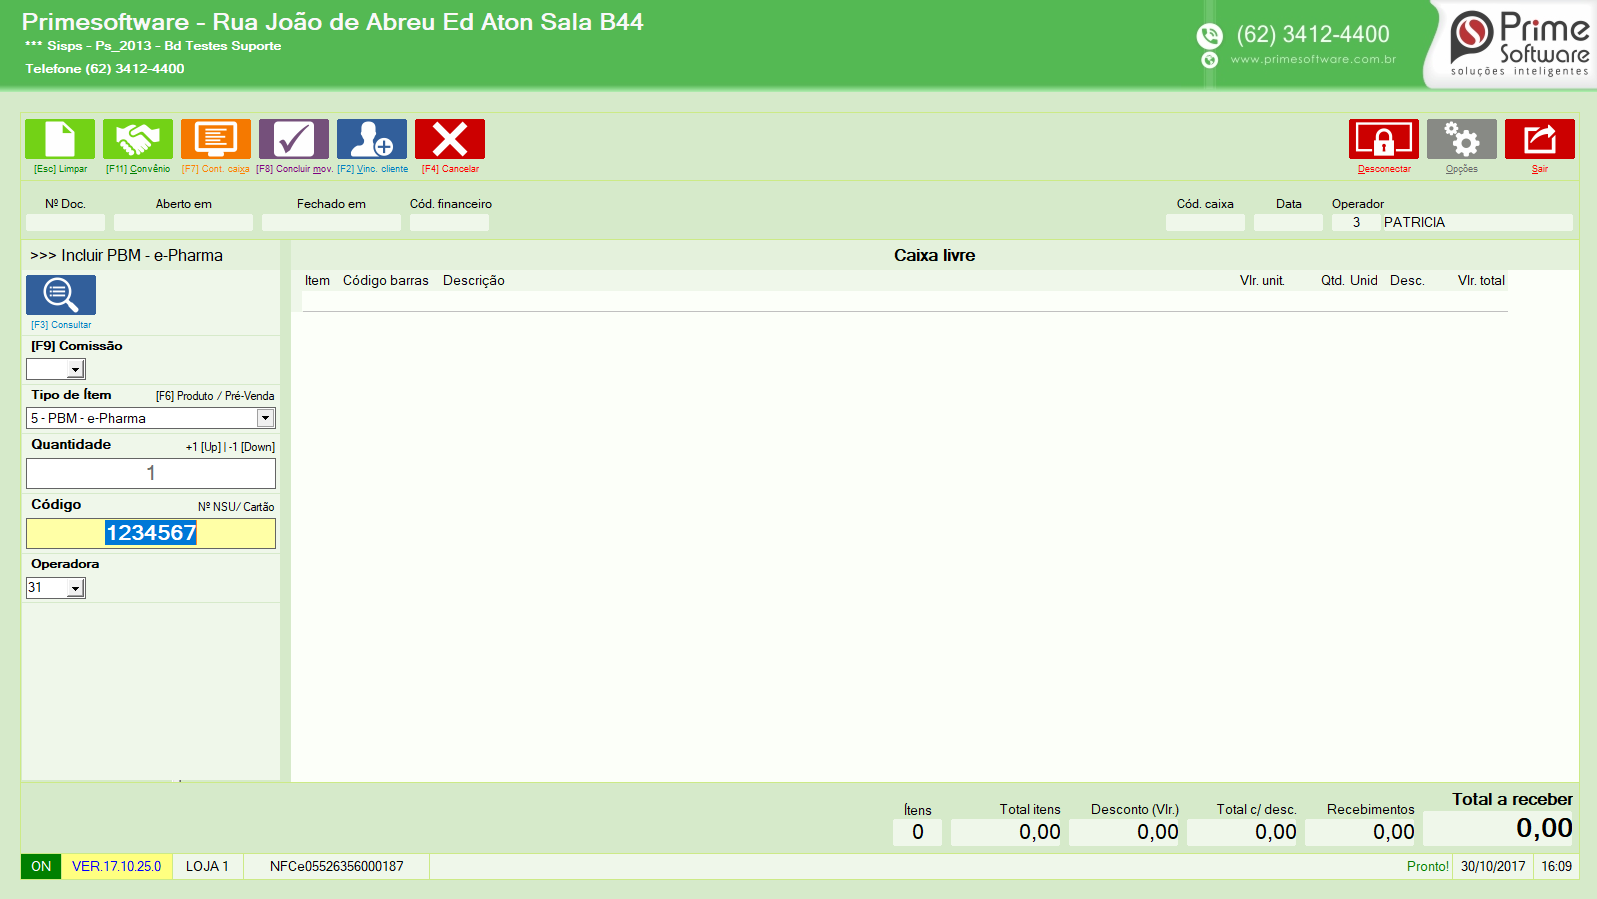 Primesoftware - Rua João de Abreu Ed Aton Sala B44
*** Sisps - Ps_2013 - Bd Testes Suporte
Telefone (62) 3412-4400
(62) 3412-4400
www.primesoftware.com.br
Prime
Software
soluções inteligentes
[Esc] Limpar [F11] Convênio [F7] Cont. caixa [F8] Concluir mov. [F2] Vinc. cliente [F4] Cancelar
Desconectar Opções Sair
Nº Doc. Aberto em Fechado em Cód. financeiro Cód. caixa Data Operador
3 PATRICIA
>>> Incluir PBM - e-Pharma
Caixa livre
Item Código barras Descrição Vlr. unit. Qtd. Unid Desc. Vlr. total
[F3] Consultar
[F9] Comissão
Tipo de Ítem [F6] Produto / Pré-Venda
5 - PBM - e-Pharma
Quantidade +1 [Up] | -1 [Down]
1
Código Nº NSU/ Cartão
1234567
Operadora
31
Ítens Total itens Desconto (Vlr.) Total c/ desc. Recebimentos Total a receber
0 0,00 0,00 0,00 0,00 0,00
ON VER.17.10.25.0 LOJA 1 NFCe05526356000187 Pronto! 30/10/2017 16:09